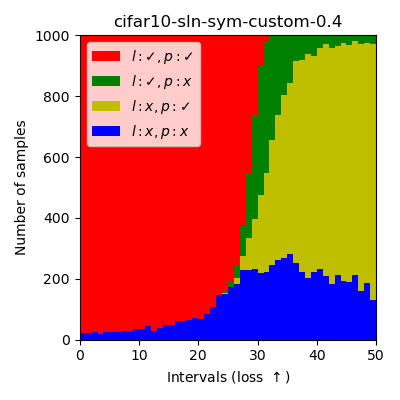 cifar10-sln-sym-custom-0.4
1000
800
600
400
200
0
Number of samples
l : ✓, p : ✓
l : ✓, p : x
l : x, p : ✓
l : x, p : x
0 10 20 30 40 50
Intervals (loss ↑)